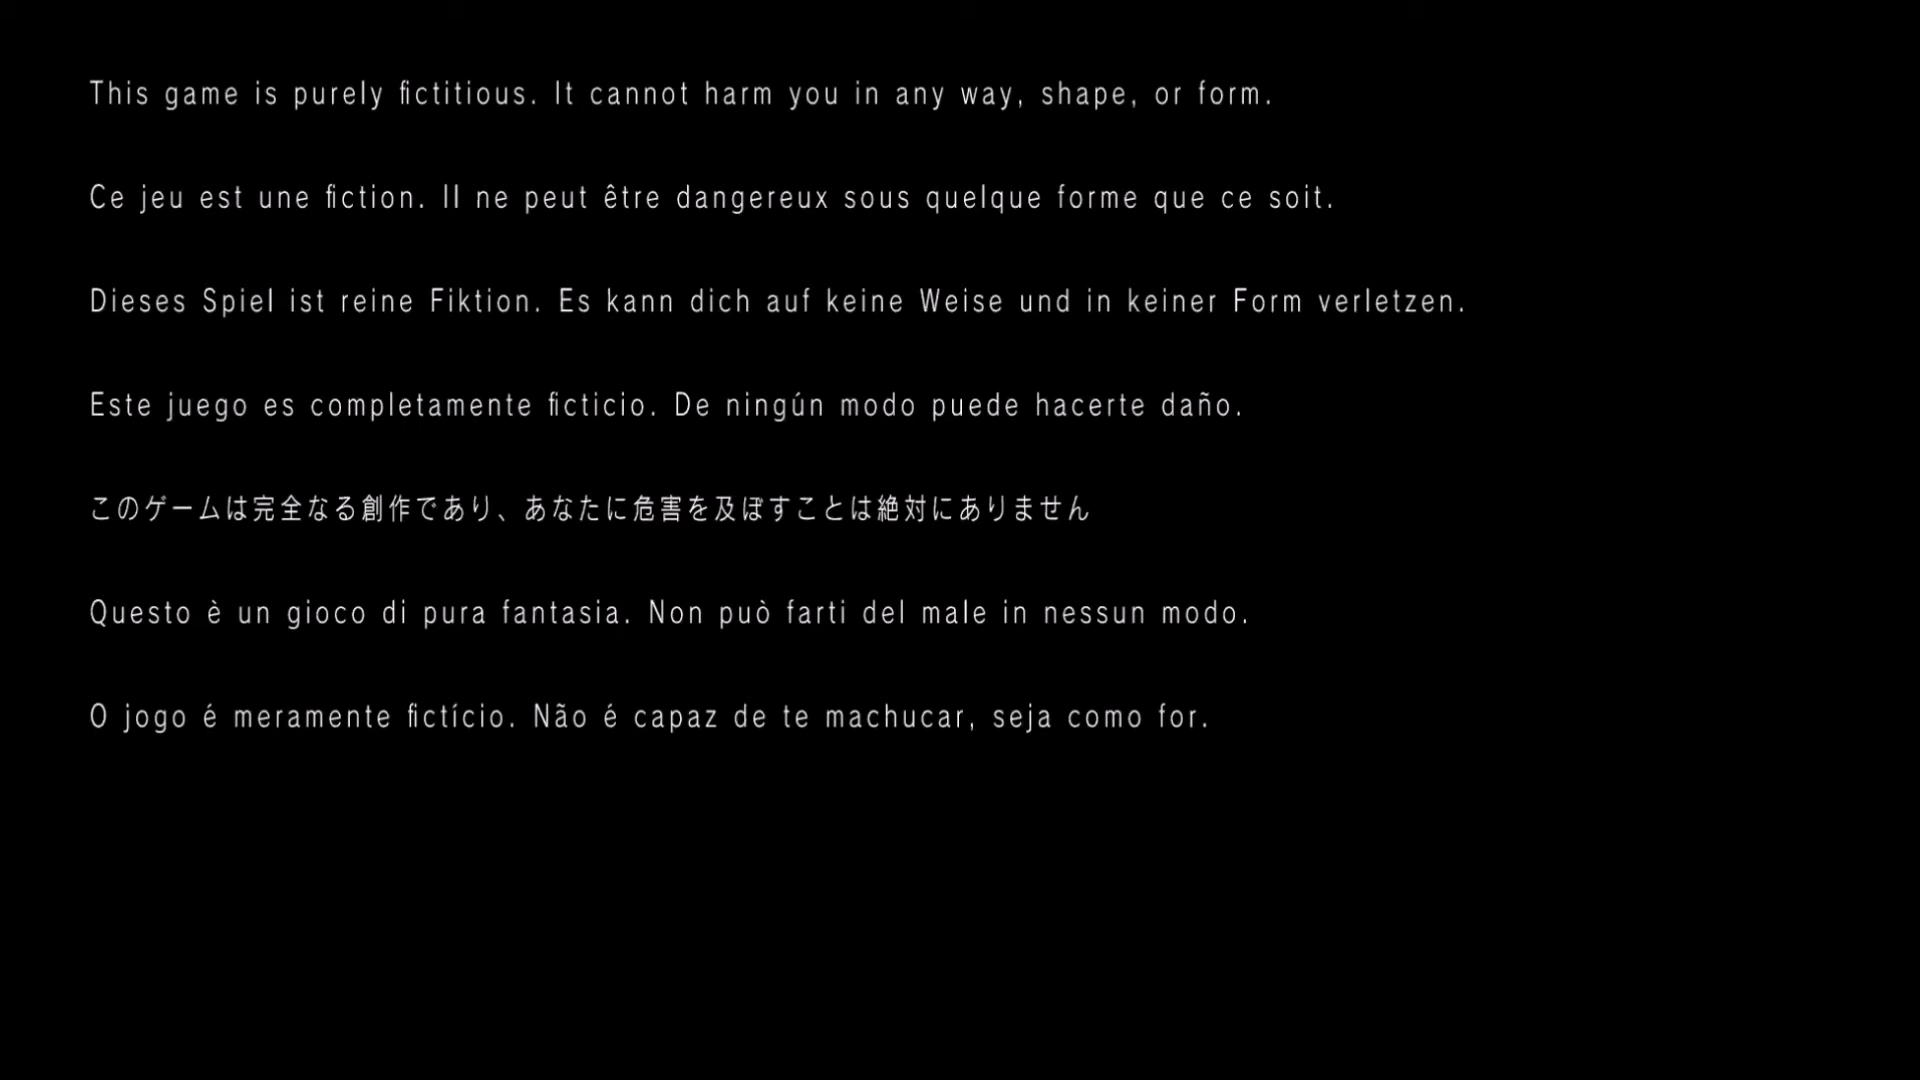 This game is purely fictitious. It cannot harm you in any way, shape, or form.
Ce jeu est une fiction. Il ne peut être dangereux sous quelque forme que ce soit.
Dieses Spiel ist reine Fiktion. Es kann dich auf keine Weise und in keiner Form verletzen.
Este juego es completamente ficticio. De ningún modo puede hacerte daño.
このゲームは完全なる創作であり、あなたに危害を及ぼすことは絶対にありません
Questo è un gioco di pura fantasia. Non può farti del male in nessun modo.
O jogo é meramente fictício. Não é capaz de te machucar, seja como for.